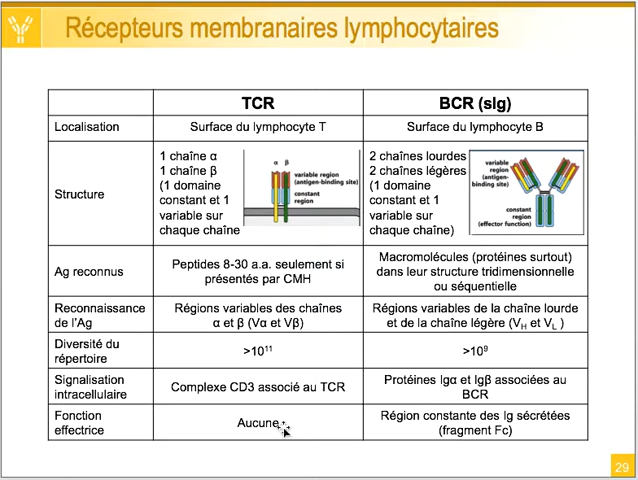 Récepteurs membranaires lymphocytaires
TCR
BCR (sIg)
Localisation
Surface du lymphocyte T
Surface du lymphocyte B
Structure
1 chaîne α
1 chaîne β
(1 domaine
constant et 1
variable sur
chaque chaîne
α β
variable region
(antigen-binding site)
constant
region
2 chaînes lourdes
2 chaînes légères
(1 domaine
constant et 1
variable sur
chaque chaîne)
variable
region
(antigen-
binding site)
constant
region
(effector function)
Ag reconnus
Peptides 8-30 a.a. seulement si
présentés par CMH
Macromolécules (protéines surtout)
dans leur structure tridimensionnelle
ou séquentielle
Reconnaissance
de l'Ag
Régions variables des chaînes
α et β (Vα et Vβ)
Régions variables de la chaîne lourde
et de la chaîne légère (VH et VL )
Diversité du
répertoire
>10¹¹
>10⁹
Signalisation
intracellulaire
Complexe CD3 associé au TCR
Protéines Igα et Igβ associées au
BCR
Fonction
effectrice
Aucune
Région constante des Ig sécrétées
(fragment Fc)
29